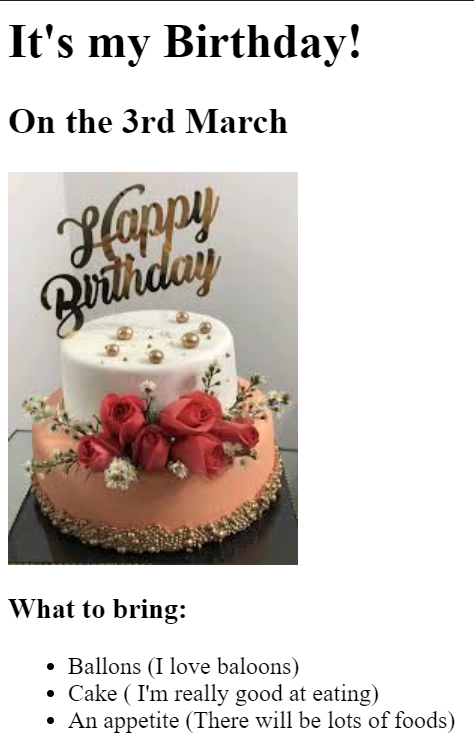 It's my Birthday!
On the 3rd March
Happy
Birthday
What to bring:
Ballons (I love baloons)
Cake ( I'm really good at eating)
An appetite (There will be lots of foods)